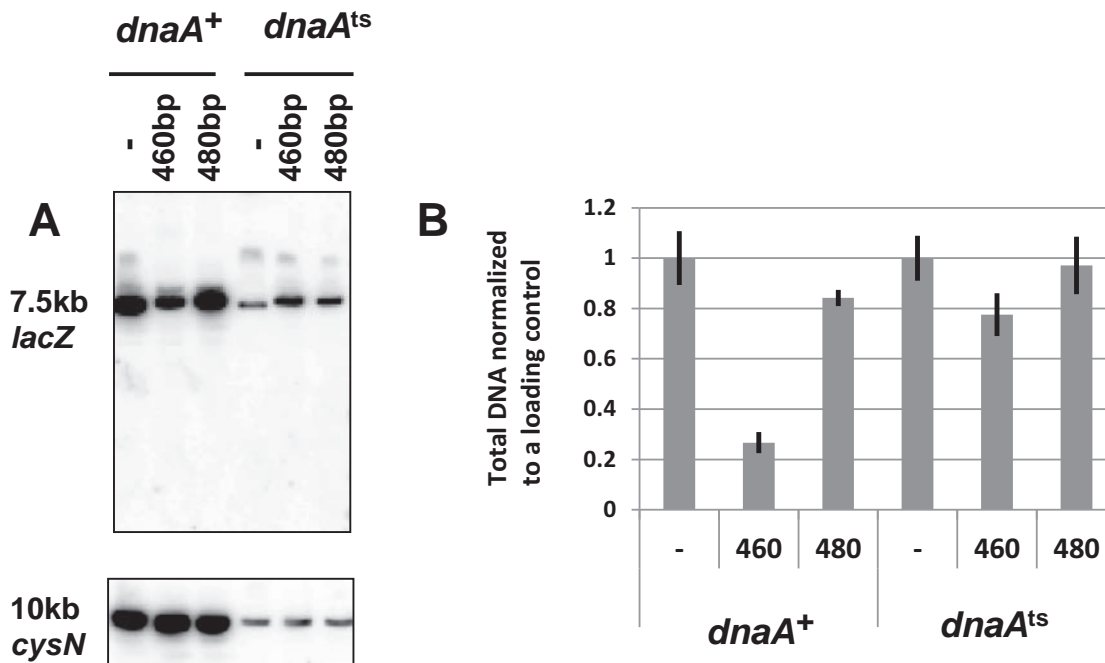 dnaA+ dnaAts
- 460bp 480bp - 460bp 480bp
A
7.5kb
lacZ
10kb
cysN
B
Total DNA normalized
to a loading control
1.2
1
0.8
0.6
0.4
0.2
0
- 460 480 - 460 480
dnaA+ dnaAts